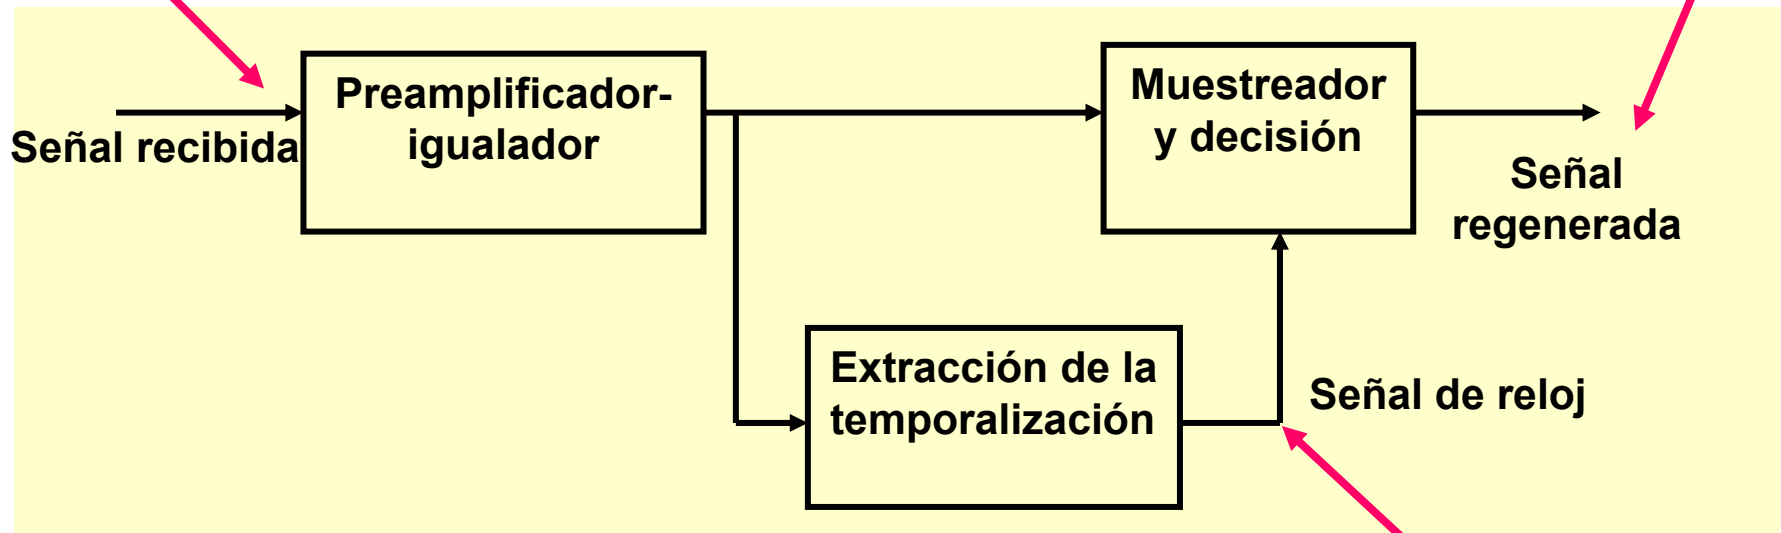 Señal recibida
Preamplificador-
igualador
Muestreador
y decisión
Señal
regenerada
Extracción de la
temporalización
Señal de reloj